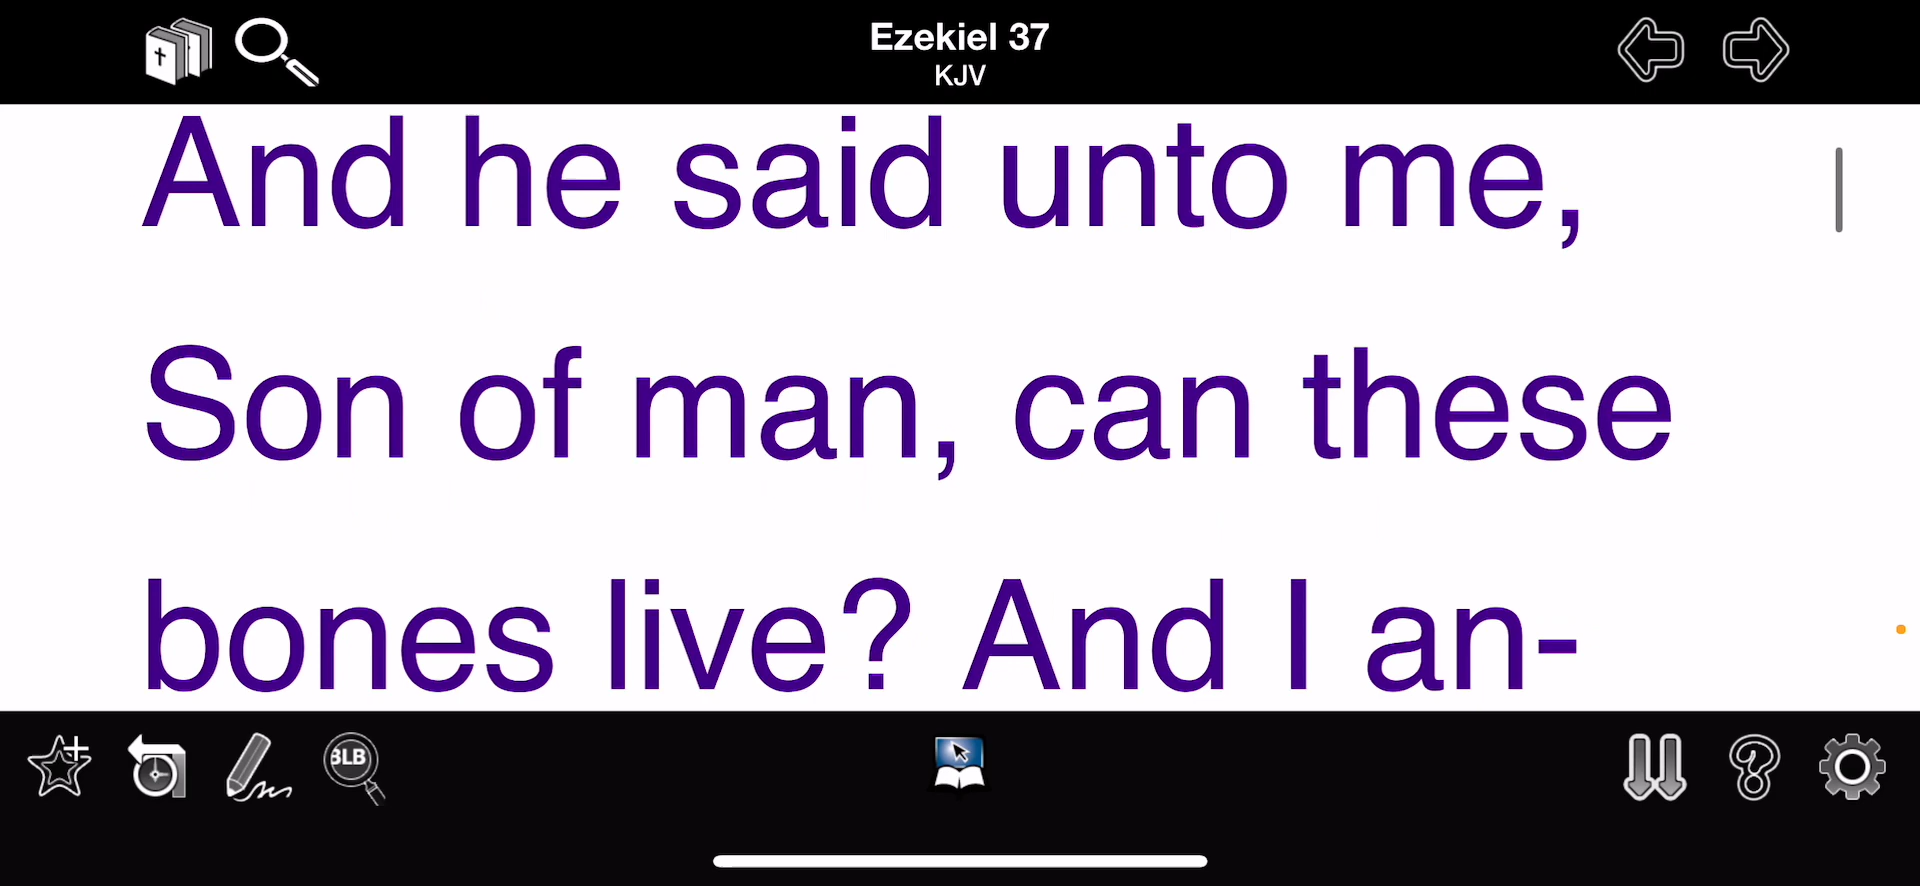 Ezekiel 37
KJV
And he said unto me,
Son of man, can these
bones live? And I an-
BLB